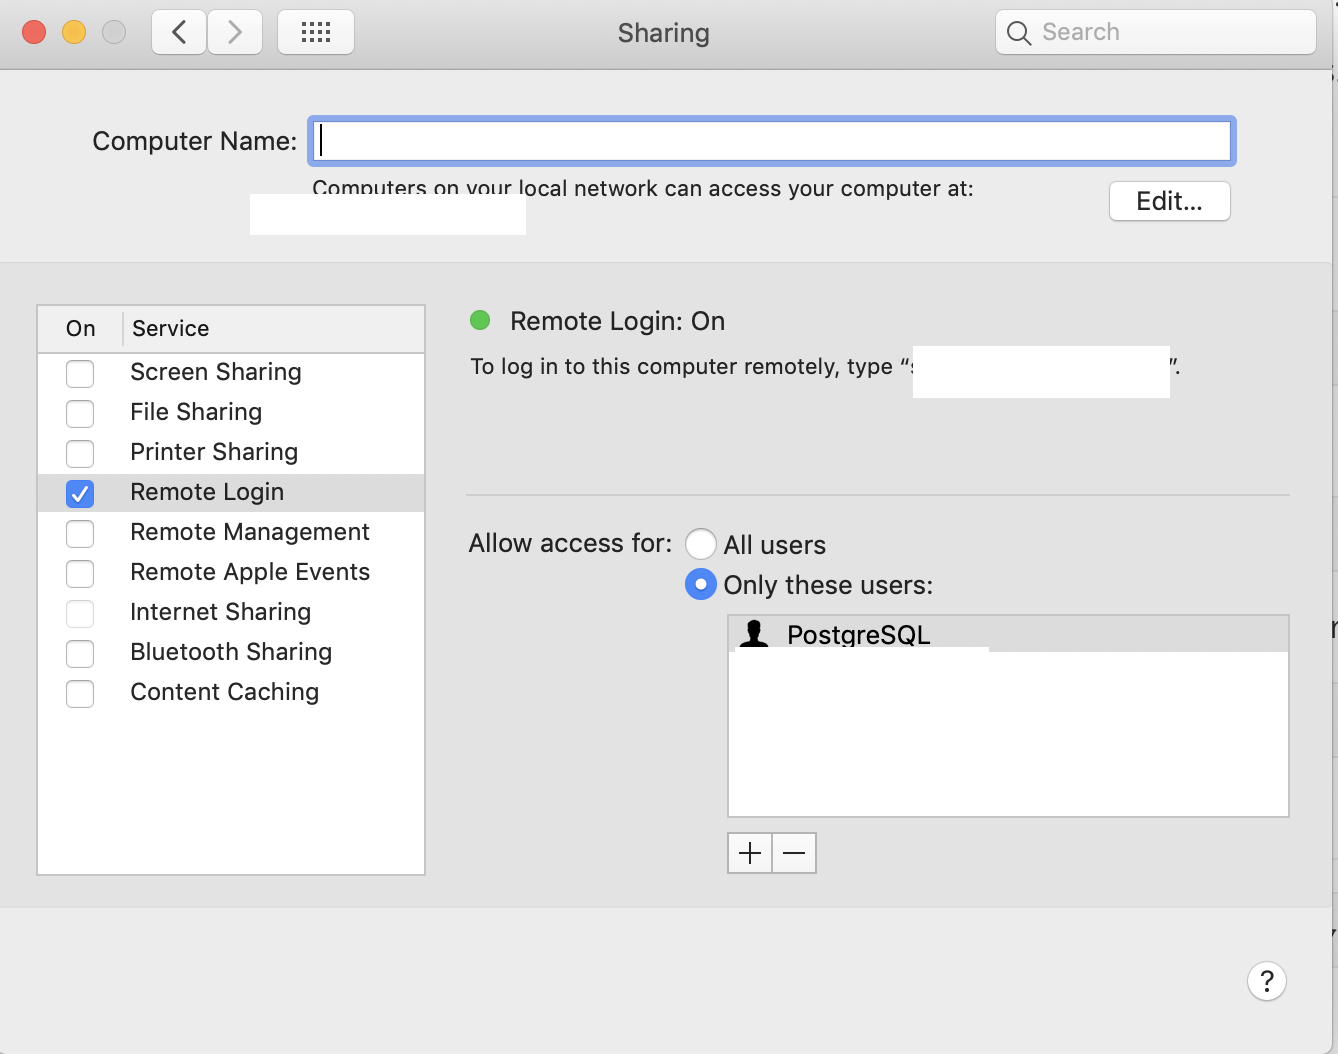 Sharing
Search
Computer Name:
Computers on your local network can access your computer at:
Edit...
On Service
Screen Sharing
File Sharing
Printer Sharing
Remote Login
Remote Management
Remote Apple Events
Internet Sharing
Bluetooth Sharing
Content Caching
Remote Login: On
To log in to this computer remotely, type “ ”.
Allow access for:
All users
Only these users:
PostgreSQL
?